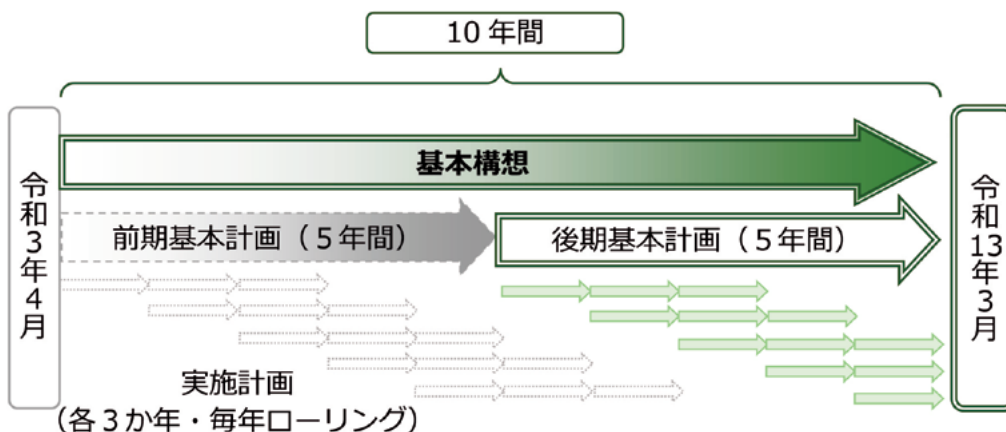 10 年間
令和３年４月
基本構想
前期基本計画（５年間）
後期基本計画（５年間）
令和13年３月
実施計画
（各３か年・毎年ローリング）